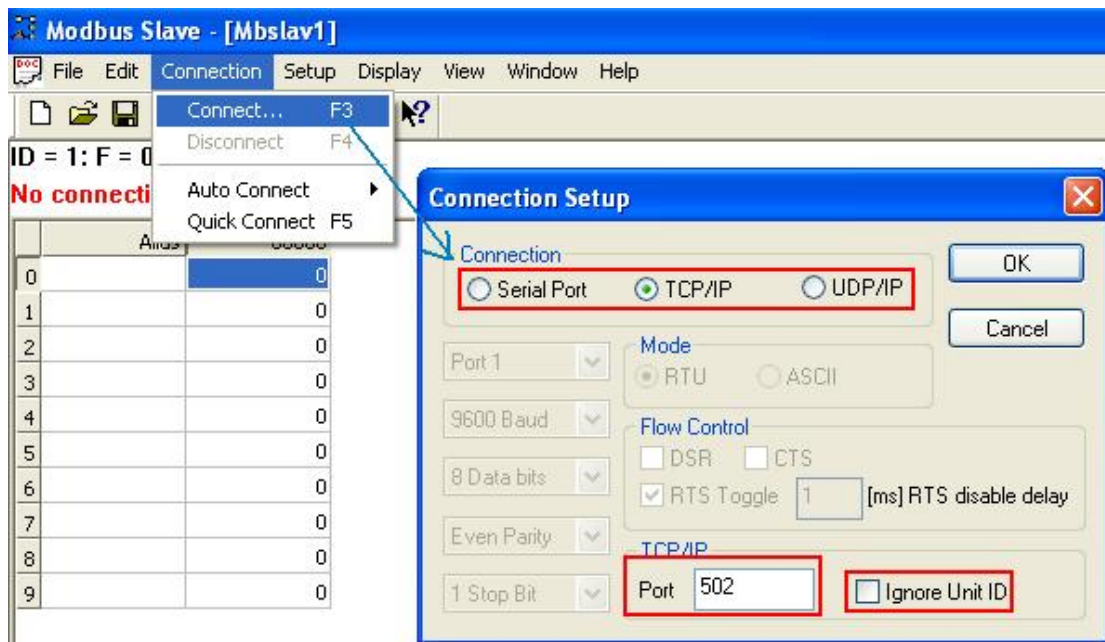 Modbus Slave - [Mbslav1]
File Edit Connection Setup Display View Window Help
Connect... F3
Disconnect F4
Auto Connect
Quick Connect F5
ID = 1: F = 0
No connecti
Alias 00000
0 0
1 0
2 0
3 0
4 0
5 0
6 0
7 0
8 0
9 0
Connection Setup
Connection
Serial Port TCP/IP UDP/IP
OK
Cancel
Port 1
9600 Baud
8 Data bits
Even Parity
1 Stop Bit
Mode
RTU ASCII
Flow Control
DSR CTS
RTS Toggle 1 [ms] RTS disable delay
TCP/IP
Port 502 Ignore Unit ID